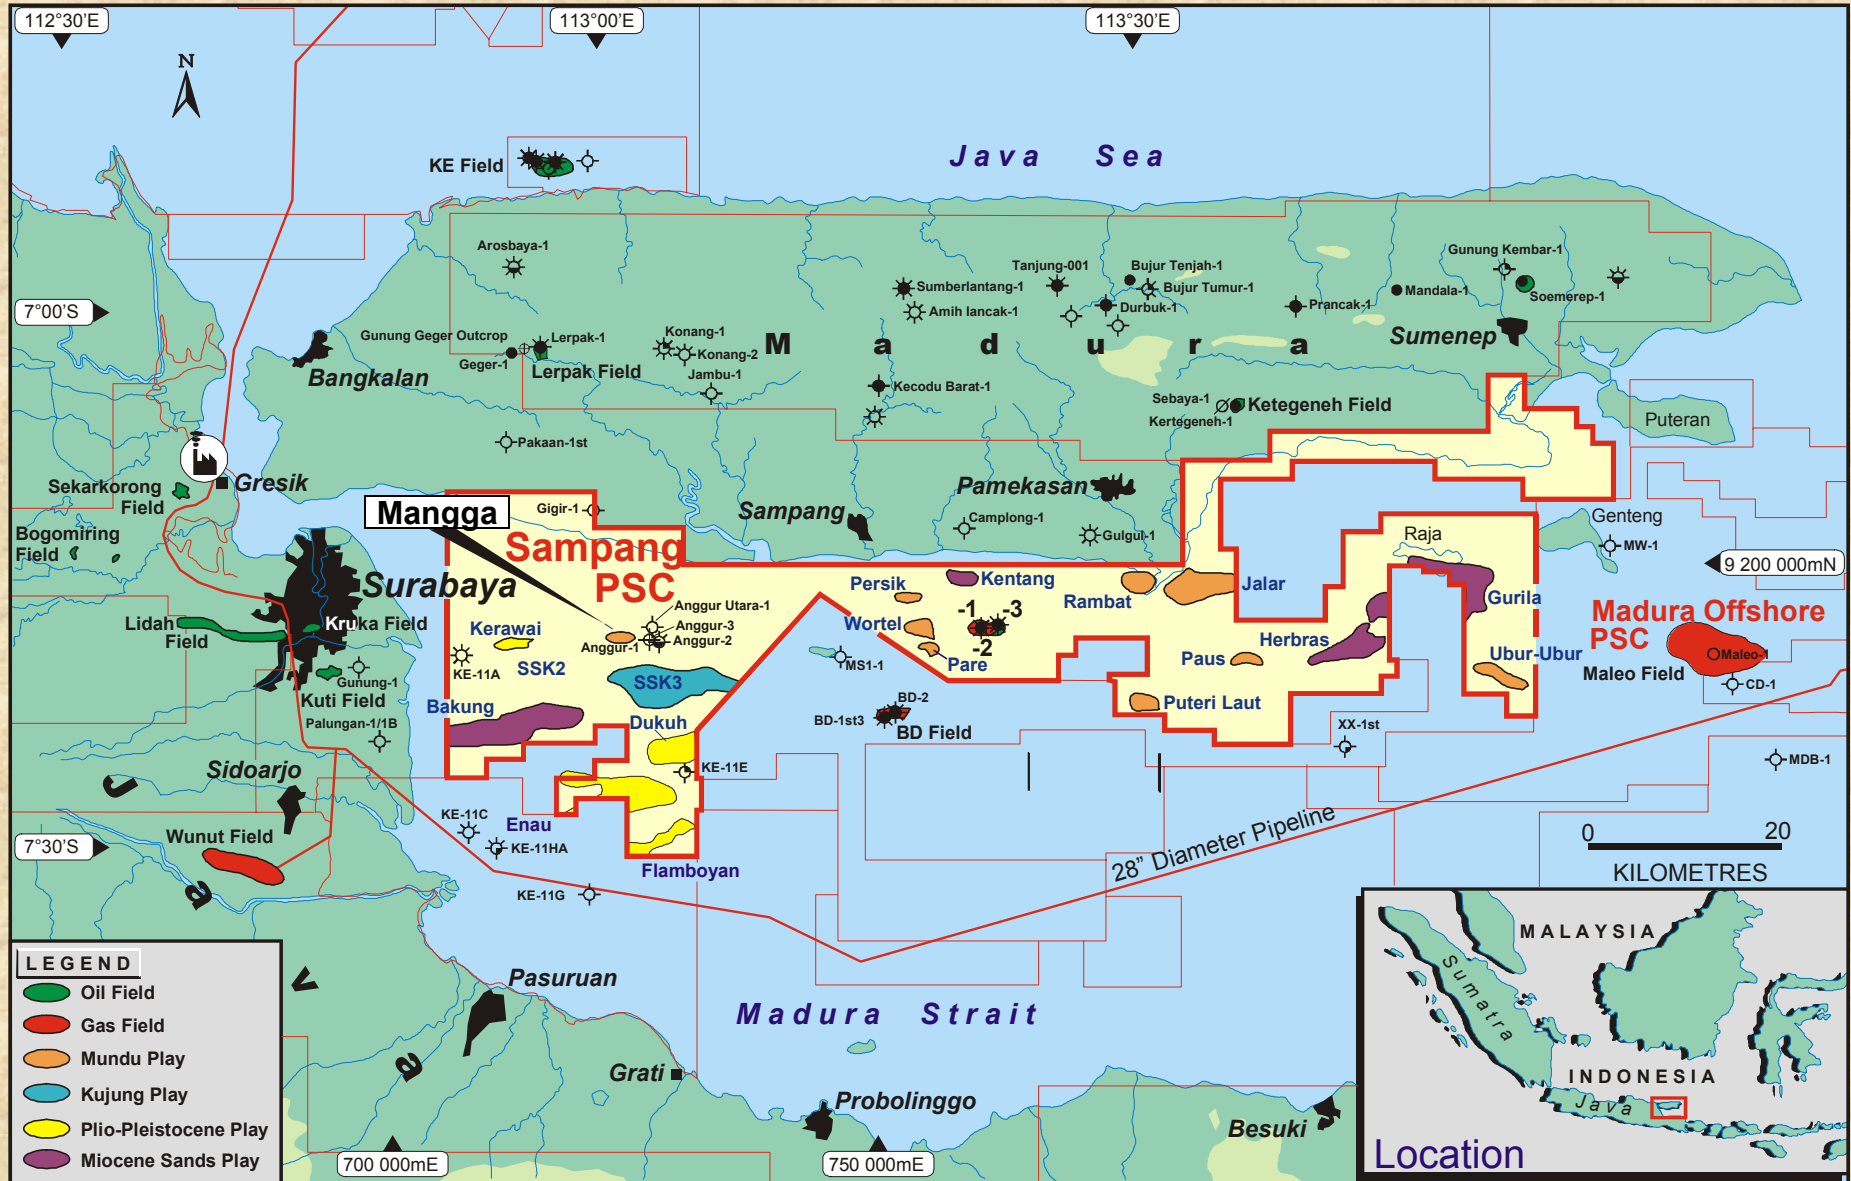 112°30'E
113°00'E
113°30'E
N
Java Sea
KE Field
Arosbaya-1
Gunung Kembar-1
Tanjung-001
Bujur Tenjah-1
Sumberlantang-1
Bujur Tumur-1
Mandala-1
Soemerep-1
7°00'S
Amih Iancak-1
Durbuk-1
Prancak-1
Gunung Geger Outcrop
Lerpak-1
Konang-1
Konang-2
Madura
Sumenep
Geger-1
Lerpak Field
Jambu-1
Bangkalan
Kecodu Barat-1
Sebaya-1
Ketegeneh Field
Kertegeneh-1
Puteran
Pakaan-1st
Sekarkorong
Field
Gresik
Mangga
Gigir-1
Sampang
Pamekasan
Camplong-1
Gulgul-1
Genteng
MW-1
Bogomiring
Field
Sampang
PSC
Raja
9 200 000mN
Surabaya
Persik
Kentang
Rambat
Jalar
Gurila
Madura Offshore
PSC
Anggur Utara-1
Anggur-3
Anggur-2
Anggur-1
Wortel
-1
-3
-2
Lidah
Field
Kruka Field
Kerawai
SSK2
KE-11A
Pare
MS1-1
Herbras
Paus
Ubur-Ubur
Maleo-1
Maleo Field
CD-1
Gunung-1
Kuti Field
SSK3
Bakung
Dukuh
BD-2
BD-1st3
BD Field
Puteri Laut
XX-1st
Palungan-1/1B
MDB-1
Sidoarjo
KE-11E
KE-11C
Enau
KE-11HA
Wunut Field
7°30'S
Flamboyan
KE-11G
28” Diameter Pipeline
0
20
KILOMETRES
Java
Pasuruan
Madura Strait
Grati
Probolinggo
Besuki
700 000mE
750 000mE
LEGEND
Oil Field
Gas Field
Mundu Play
Kujung Play
Plio-Pleistocene Play
Miocene Sands Play
MALAYSIA
Sumatra
INDONESIA
Java
Location